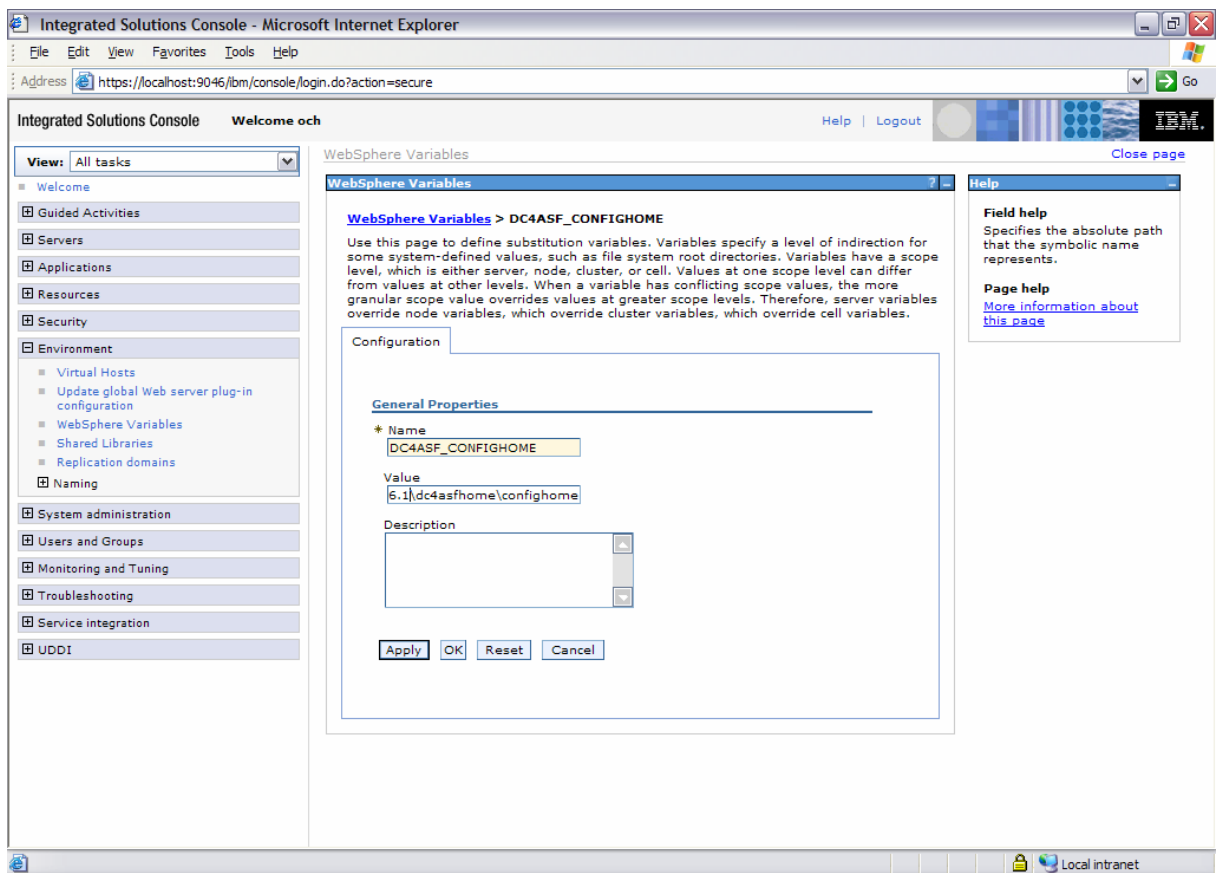 Integrated Solutions Console - Microsoft Internet Explorer
File Edit View Favorites Tools Help
Address https://localhost:9046/ibm/console/login.do?action=secure Go
Integrated Solutions Console Welcome och Help | Logout IBM.
View: All tasks
Welcome
Guided Activities
Servers
Applications
Resources
Security
Environment
Virtual Hosts
Update global Web server plug-in
configuration
WebSphere Variables
Shared Libraries
Replication domains
Naming
System administration
Users and Groups
Monitoring and Tuning
Troubleshooting
Service integration
UDDI
WebSphere Variables Close page
WebSphere Variables ? -
WebSphere Variables > DC4ASF_CONFIGHOME
Use this page to define substitution variables. Variables specify a level of indirection for
some system-defined values, such as file system root directories. Variables have a scope
level, which is either server, node, cluster, or cell. Values at one scope level can differ
from values at other levels. When a variable has conflicting scope values, the more
granular scope value overrides values at greater scope levels. Therefore, server variables
override node variables, which override cluster variables, which override cell variables.
Configuration
General Properties
* Name
DC4ASF_CONFIGHOME
Value
6.1\dc4asfhome\confighome
Description
Apply OK Reset Cancel
Help -
Field help
Specifies the absolute path
that the symbolic name
represents.
Page help
More information about
this page
Local intranet